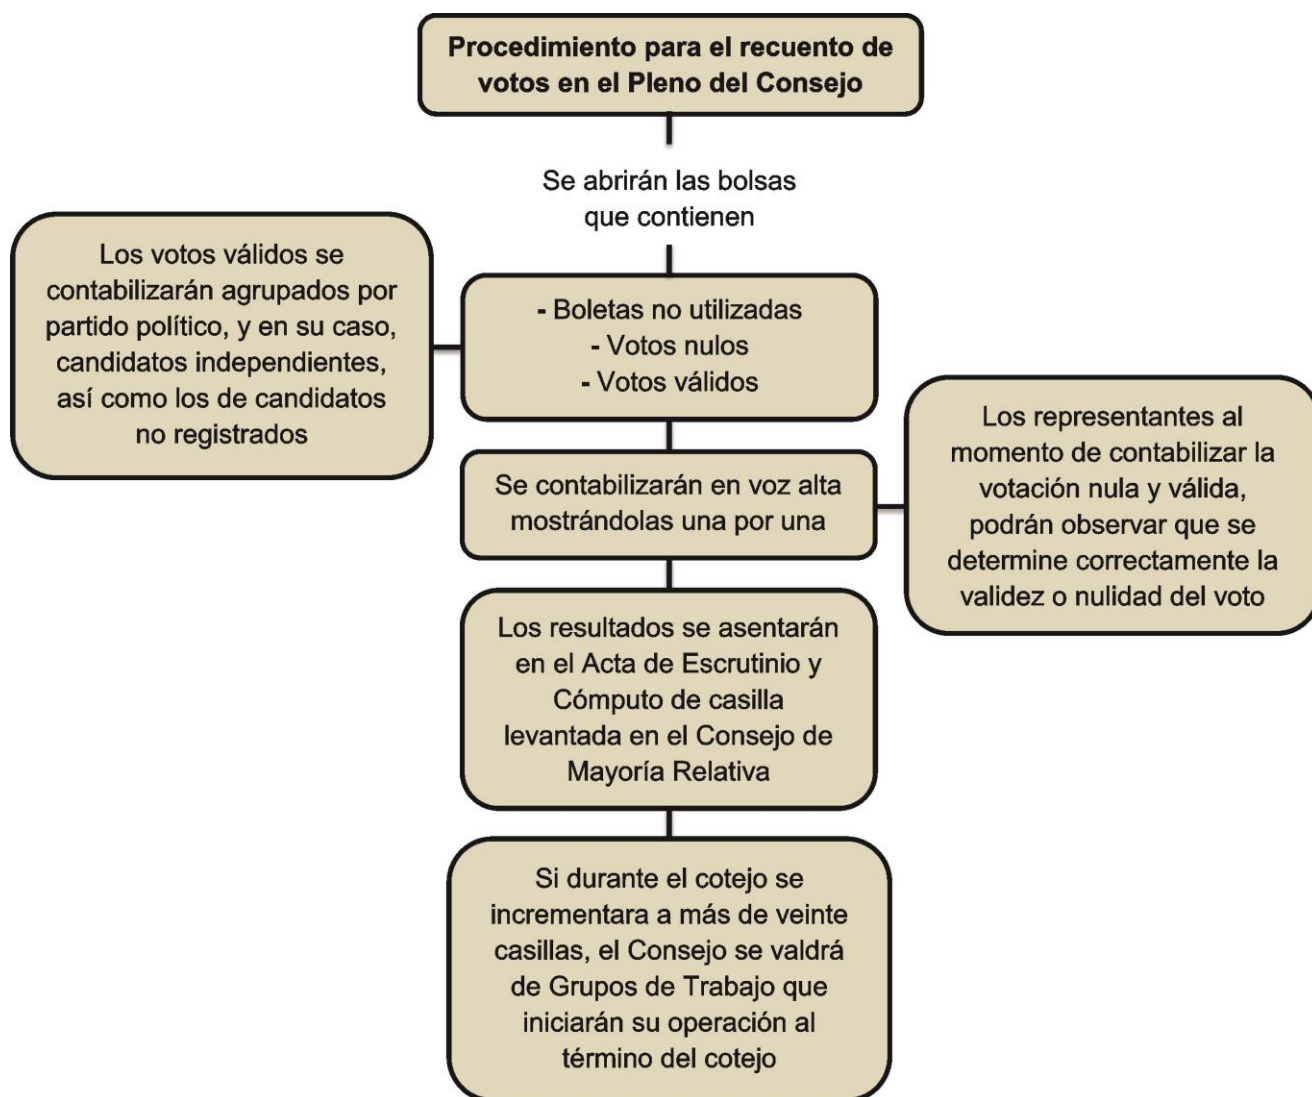 Procedimiento para el recuento de
votos en el Pleno del Consejo
Se abrirán las bolsas
que contienen
Los votos válidos se
contabilizarán agrupados por
partido político, y en su caso,
candidatos independientes,
así como los de candidatos
no registrados
- Boletas no utilizadas
- Votos nulos
- Votos válidos
Los representantes al
momento de contabilizar la
votación nula y válida,
podrán observar que se
determine correctamente la
validez o nulidad del voto
Se contabilizarán en voz alta
mostrándolas una por una
Los resultados se asentarán
en el Acta de Escrutinio y
Cómputo de casilla
levantada en el Consejo de
Mayoría Relativa
Si durante el cotejo se
incrementara a más de veinte
casillas, el Consejo se valdrá
de Grupos de Trabajo que
iniciarán su operación al
término del cotejo